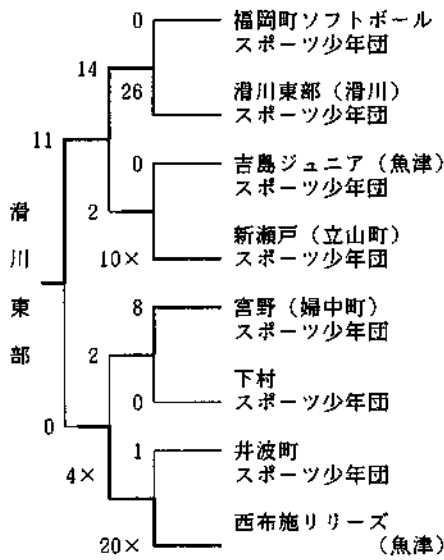 0
福岡町ソフトボール
スポーツ少年団
14
26
滑川東部（滑川）
スポーツ少年団
11
0
吉島ジュニア（魚津）
スポーツ少年団
2
新瀬戸（立山町）
10×
スポーツ少年団
滑川東部
8
宮野（婦中町）
スポーツ少年団
2
下村
0
スポーツ少年団
0
1
井波町
スポーツ少年団
4×
西布施リリーズ
20×
（魚津）